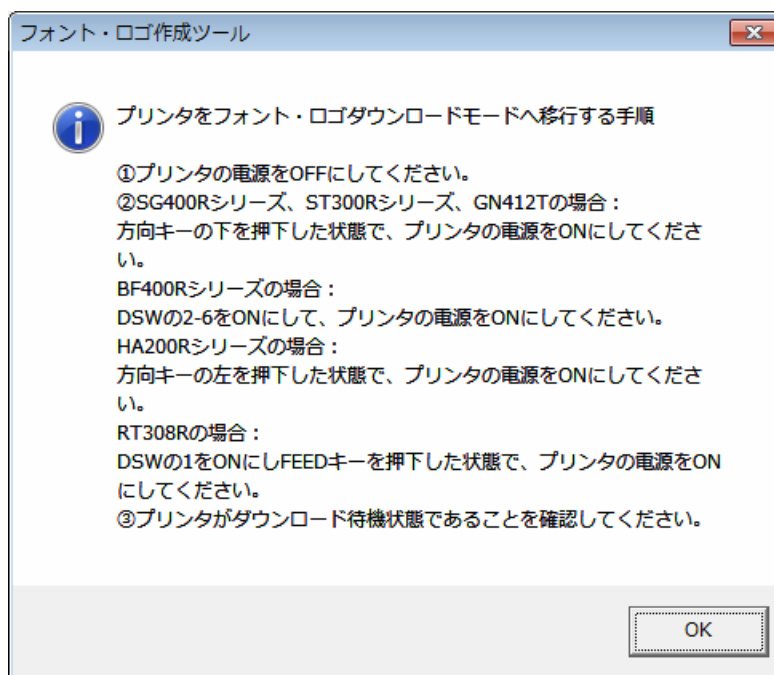 フォント・ロゴ作成ツール
プリンタをフォント・ロゴダウンロードモードへ移行する手順
①プリンタの電源をOFFにしてください。
②SG400Rシリーズ、ST300Rシリーズ、GN412Tの場合：
方向キーの下を押下した状態で、プリンタの電源をONにしてくださ
い。
BF400Rシリーズの場合：
DSWの2-6をONにして、プリンタの電源をONにしてください。
HA200Rシリーズの場合：
方向キーの左を押下した状態で、プリンタの電源をONにしてくださ
い。
RT308Rの場合：
DSWの1をONにしFEEDキーを押下した状態で、プリンタの電源をON
にしてください。
③プリンタがダウンロード待機状態であることを確認してください。
OK